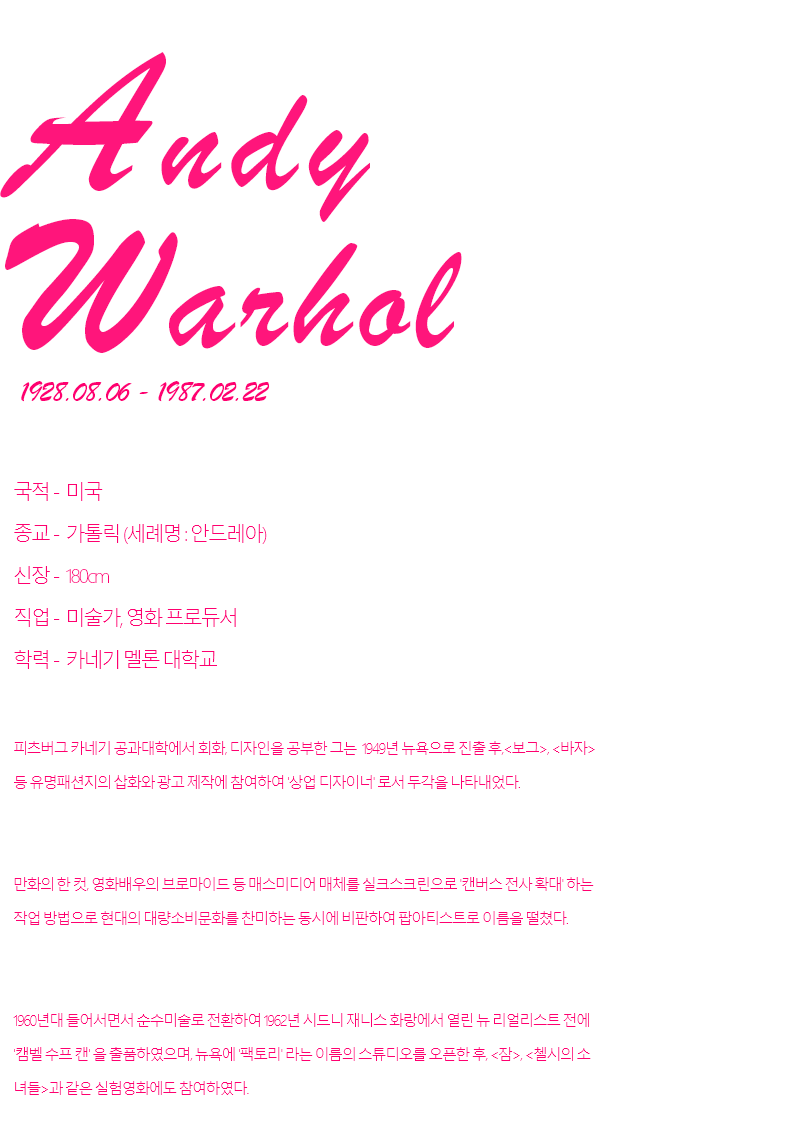 Andy
Warhol
1928.08.06 - 1987.02.22
국적 - 미국
종교 - 가톨릭 (세례명 : 안드레아)
신장 - 180cm
직업 - 미술가, 영화 프로듀서
학력 - 카네기 멜론 대학교
피츠버그 카네기 공과대학에서 회화, 디자인을 공부한 그는 1949년 뉴욕으로 진출 후,<보그>, <바자>
등 유명패션지의 삽화와 광고 제작에 참여하여 '상업 디자이너' 로서 두각을 나타내었다.
만화의 한 컷, 영화배우의 브로마이드 등 매스미디어 매체를 실크스크린으로 '캔버스 전사 확대' 하는
작업 방법으로 현대의 대량소비문화를 찬미하는 동시에 비판하여 팝아티스트로 이름을 떨쳤다.
1960년대 들어서면서 순수미술로 전환하여 1962년 시드니 재니스 화랑에서 열린 뉴 리얼리스트 전에
'캠벨 수프 캔' 을 출품하였으며, 뉴욕에 '팩토리' 라는 이름의 스튜디오를 오픈한 후, <잠>, <첼시의 소
녀들>과 같은 실험영화에도 참여하였다.